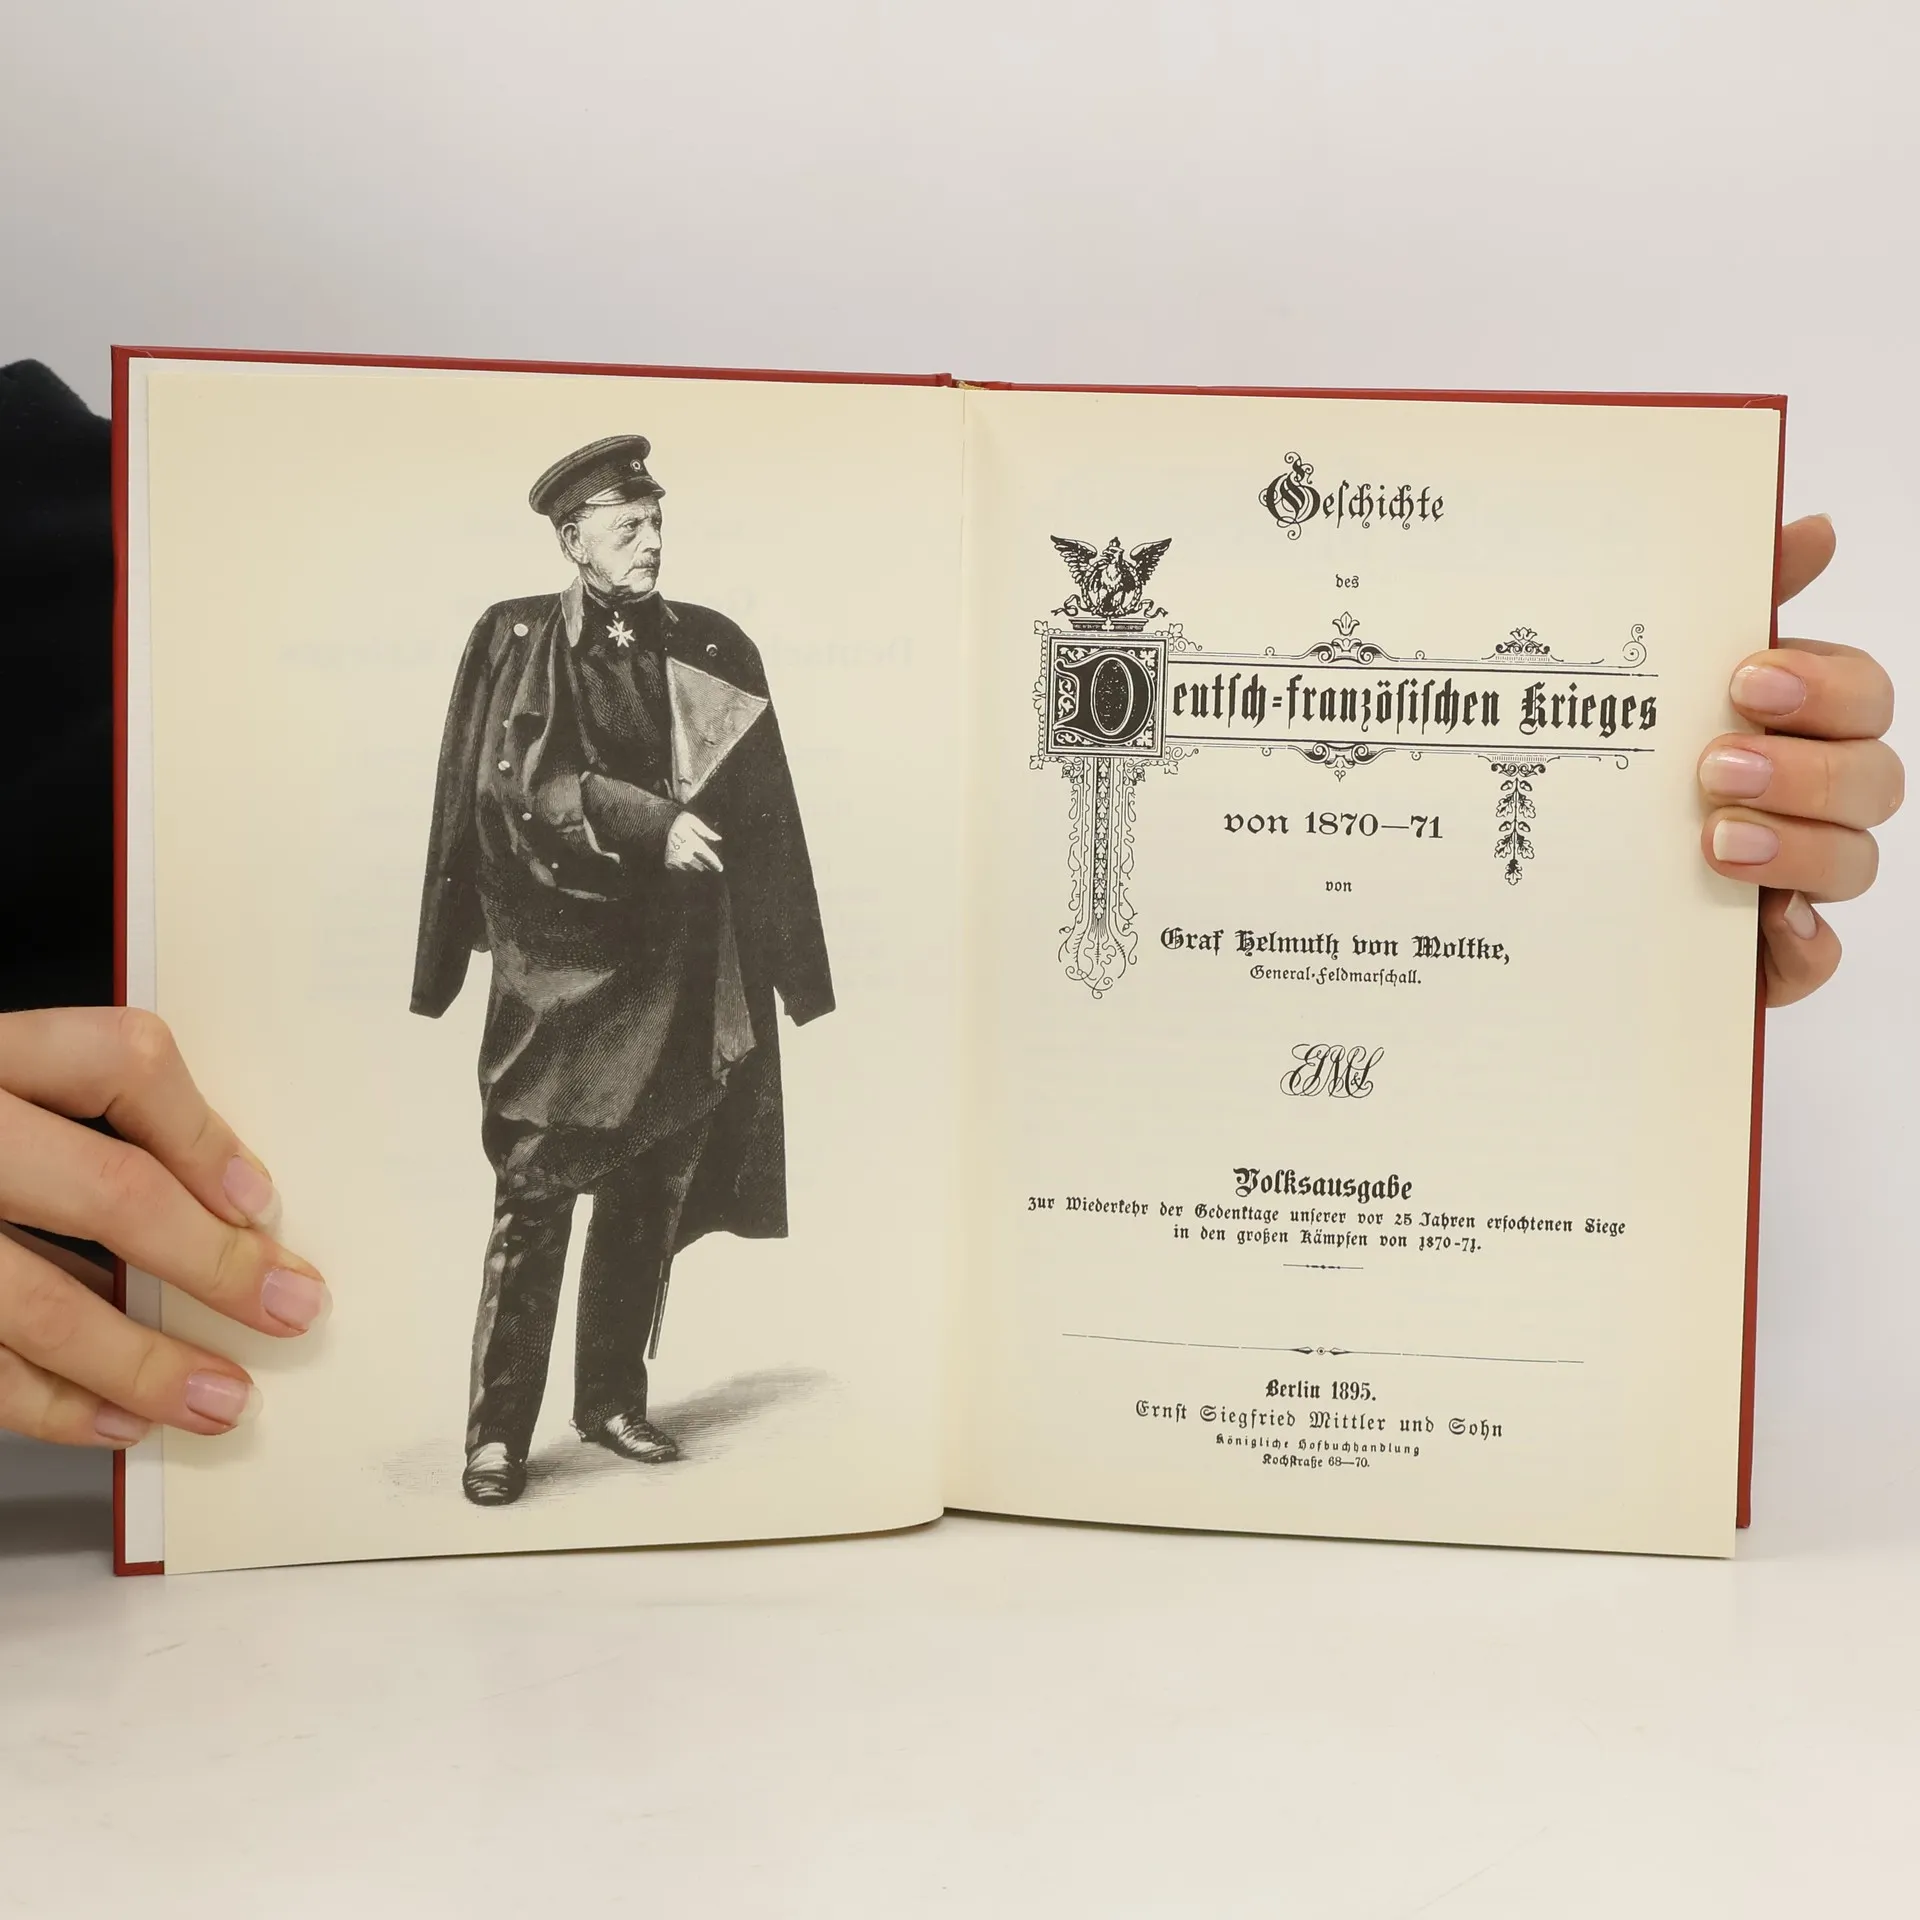 Geschichte
des
Deutsch-französischen Krieges
von 1870—71
von
Graf Helmuth von Moltke,
General-Feldmarschall.
ESM&S
Volksausgabe
zur Wiederkehr der Gedenktage unserer vor 25 Jahren erfochtenen Siege
in den großen Kämpfen von 1870-71.
Berlin 1895.
Ernst Siegfried Mittler und Sohn
Königliche Hofbuchhandlung
Kochstraße 68—70.